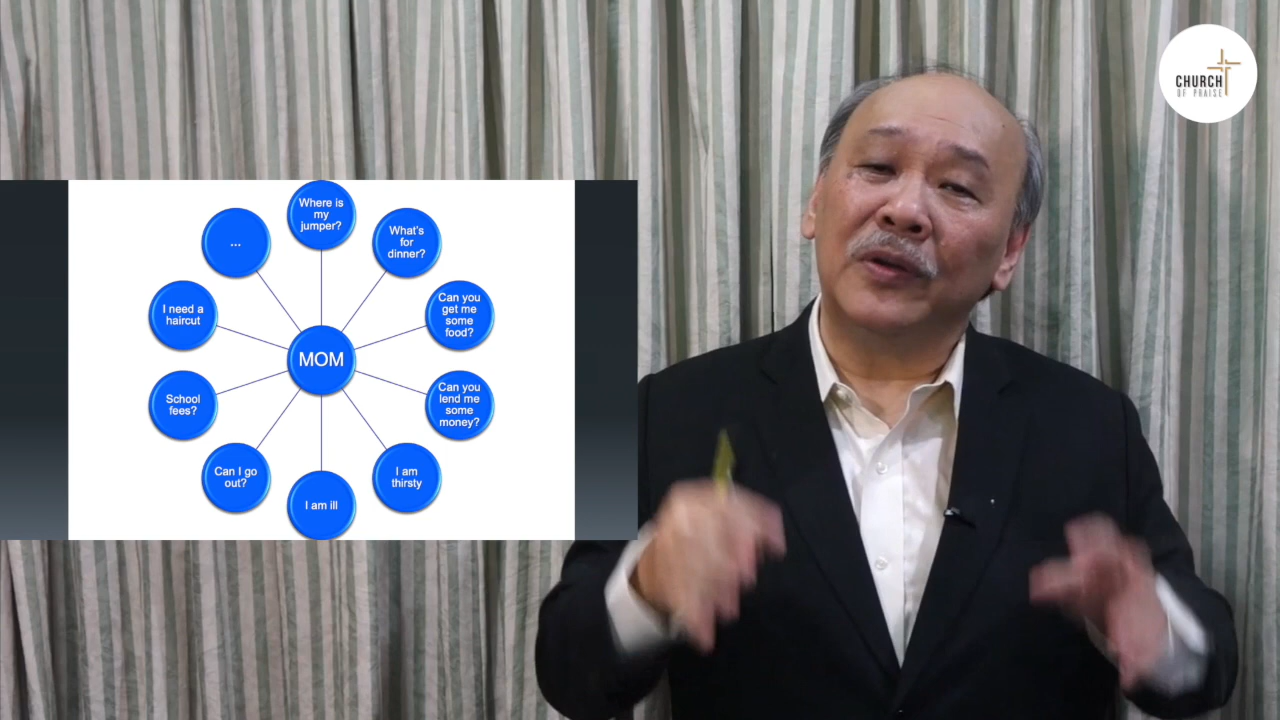 CHURCH
OF PRAISE
Where is
my
jumper?
What's
for
dinner?
Can you
get me
some
food?
Can you
lend me
some
money?
I am
thirsty
I am ill
Can I go
out?
School
fees?
I need a
haircut
...
MOM